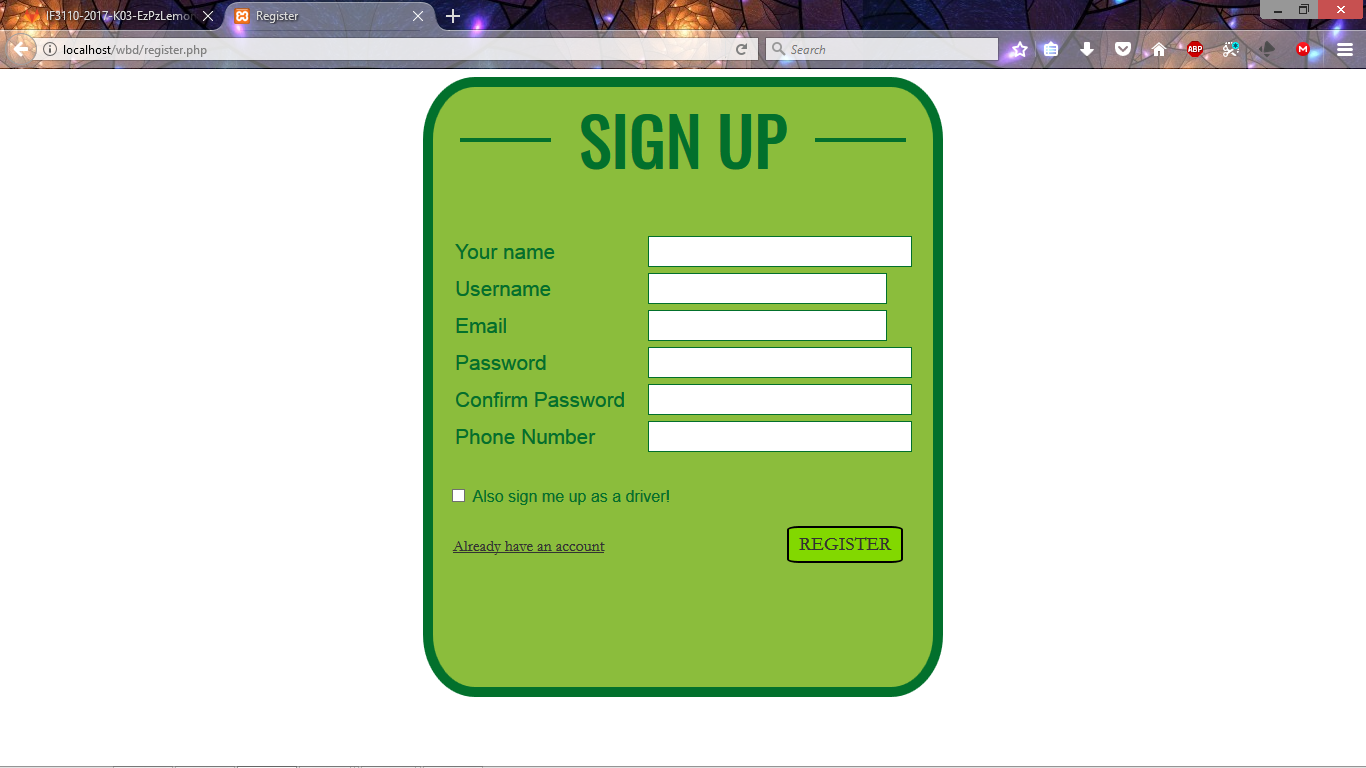 IF3110-2017-K03-EzPzLemon
Register
localhost/wbd/register.php
Search
ABP
M
SIGN UP
Your name
Username
Email
Password
Confirm Password
Phone Number
Also sign me up as a driver!
Already have an account
REGISTER